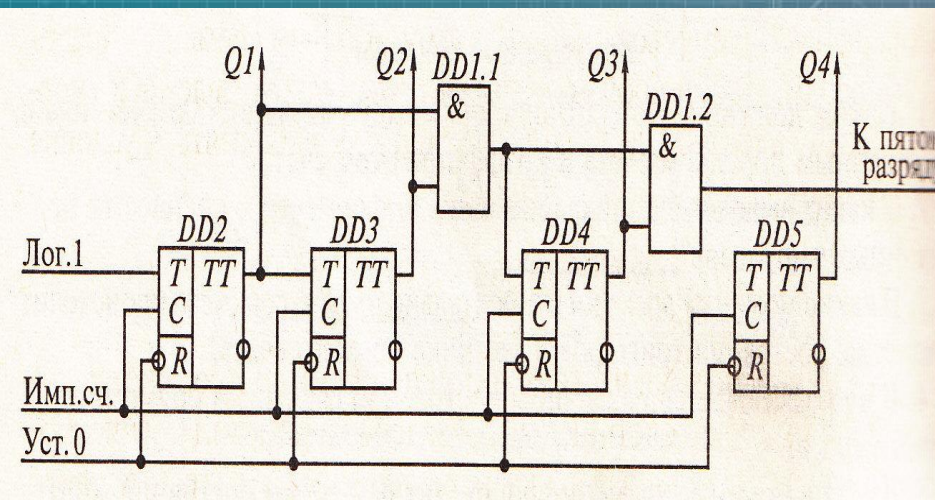 Q1
Q2
DD1.1
Q3
DD1.2
Q4
&
&
К пятом
разряду
DD2
DD3
DD4
DD5
Лог.1
T TT
C
R
T TT
C
R
T TT
C
R
T TT
C
R
Имп.сч.
Уст.0